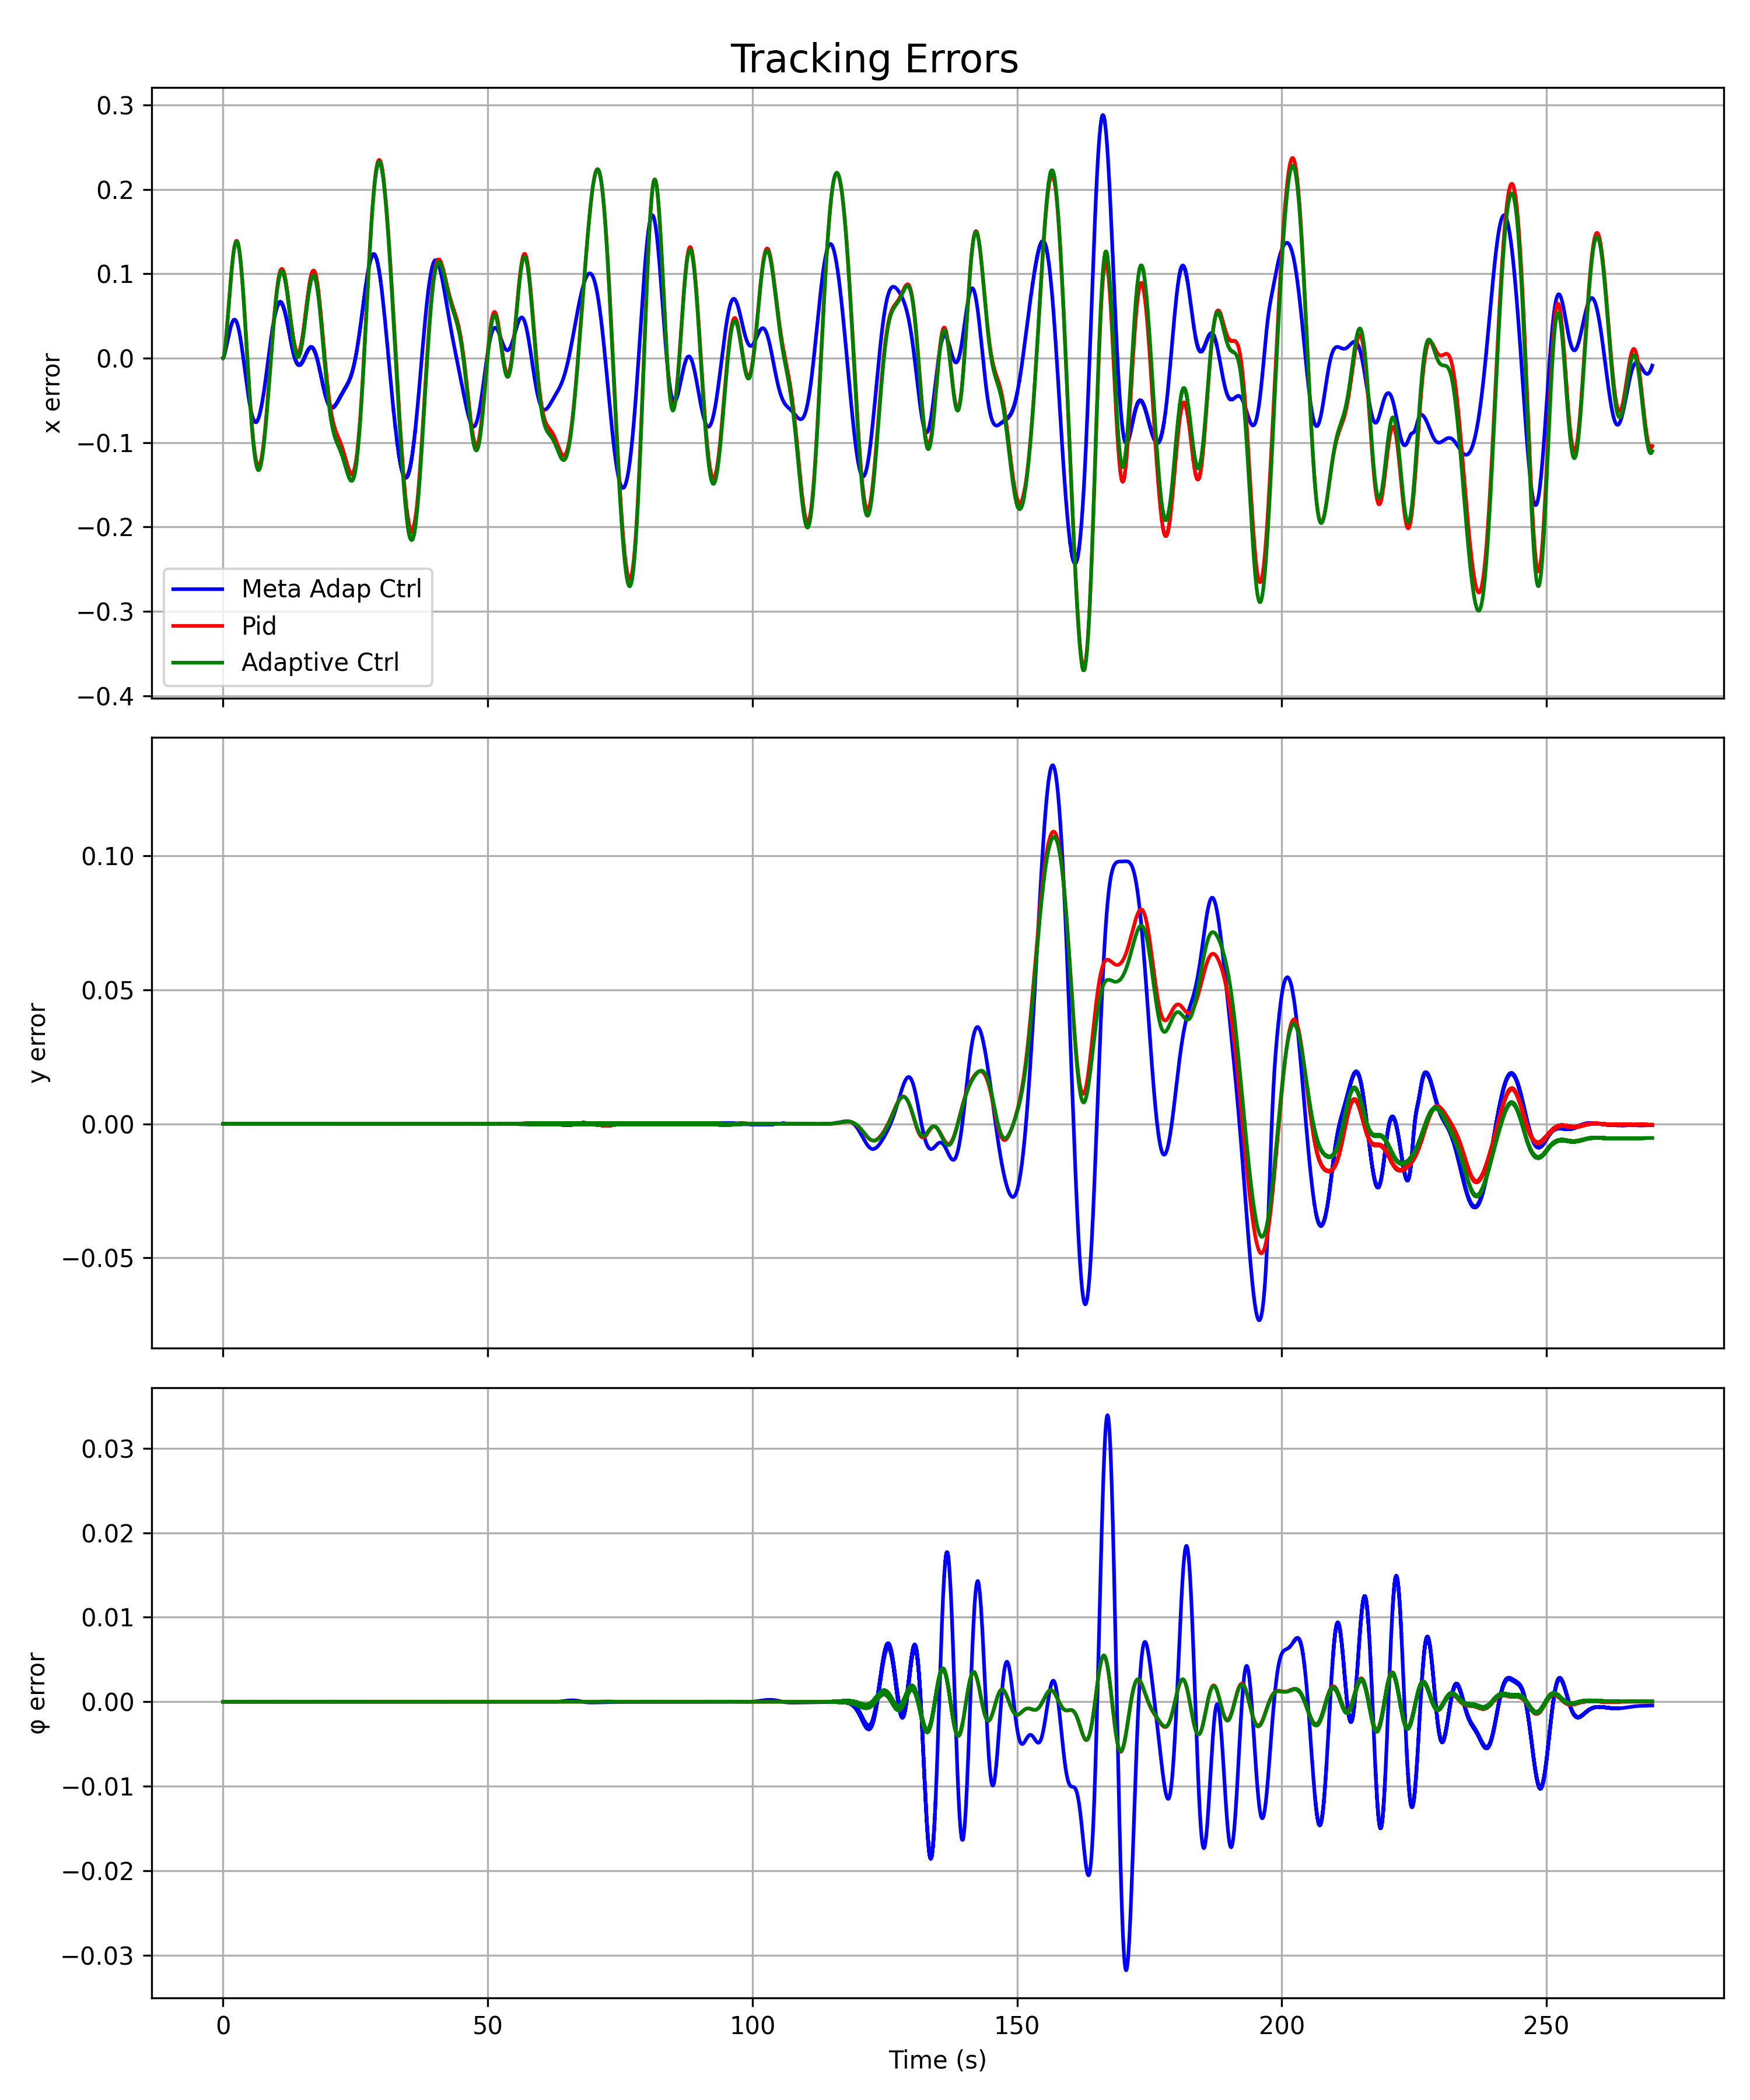 Tracking Errors
0.3
0.2
0.1
0.0
−0.1
−0.2
−0.3
−0.4
x error
Meta Adap Ctrl
Pid
Adaptive Ctrl
0.10
0.05
0.00
−0.05
y error
0.03
0.02
0.01
0.00
−0.01
−0.02
−0.03
φ error
0 50 100 150 200 250
Time (s)